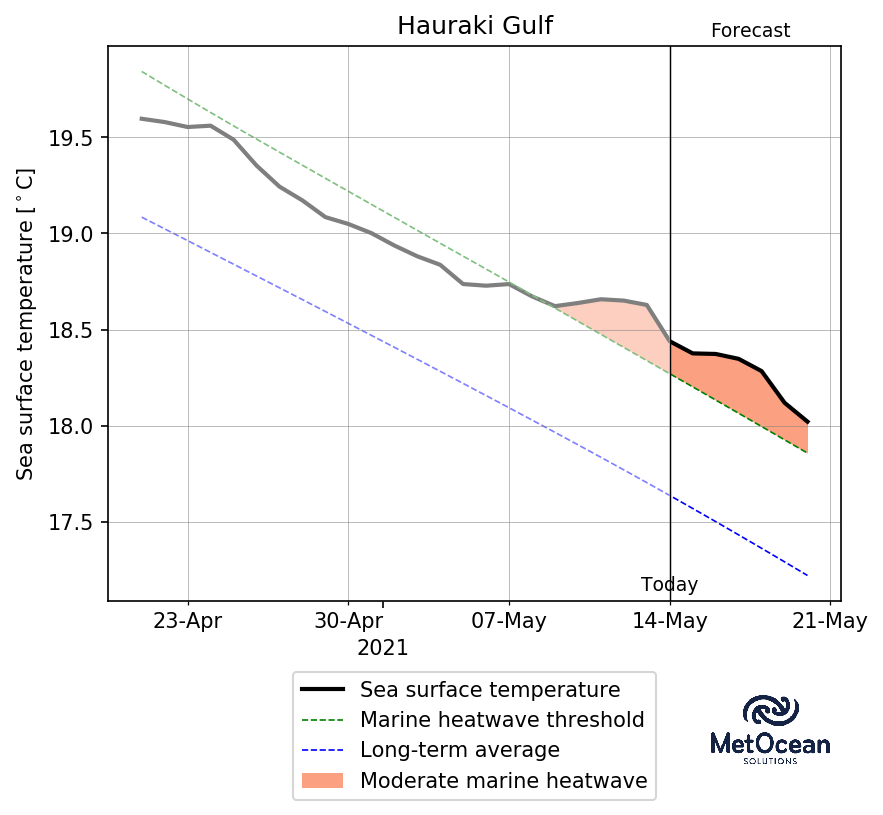 Hauraki Gulf
Forecast
Sea surface temperature [°C]
19.5
19.0
18.5
18.0
17.5
Today
23-Apr 30-Apr 07-May 14-May 21-May
2021
Sea surface temperature
Marine heatwave threshold
Long-term average
Moderate marine heatwave
MetOcean
SOLUTIONS